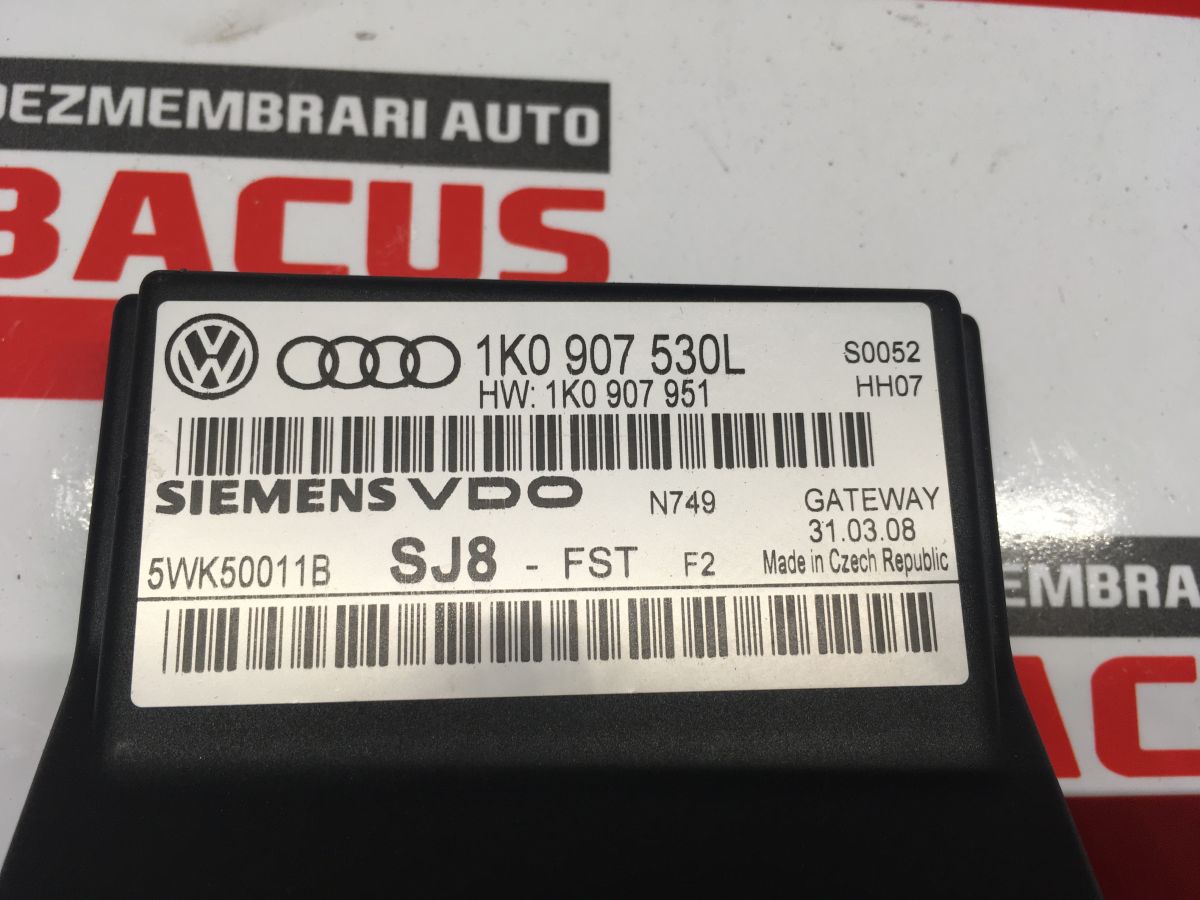 DEZMEMBRARI AUTO
BACUS
1K0 907 530L
S0052
HW: 1K0 907 951
HH07
SIEMENS VDO
N749
GATEWAY
31.03.08
5WK50011B
SJ8 - FST F2
Made in Czech Republic
EMBRARI
AC